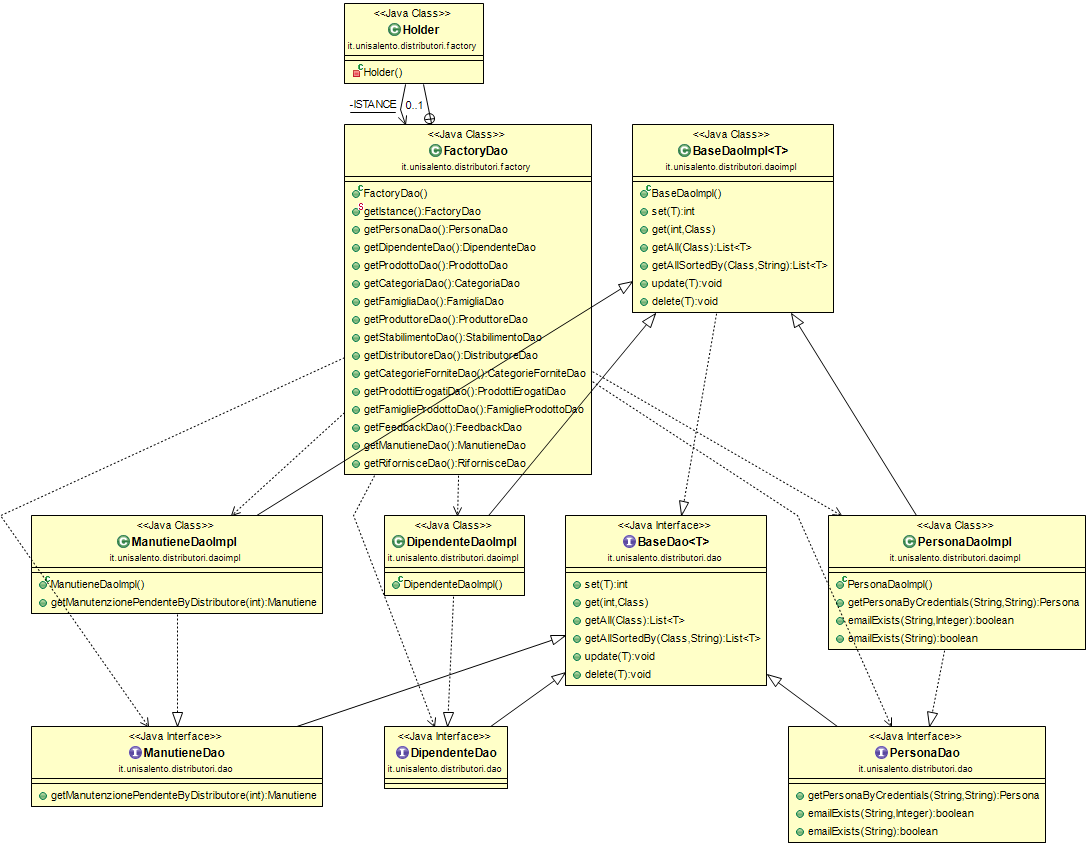 <<Java Class>>
Holder
it.unisalento.distributori.factory
Holder()
-ISTANCE 0..1
<<Java Class>>
FactoryDao
it.unisalento.distributori.factory
FactoryDao()
getIstance():FactoryDao
getPersonaDao():PersonaDao
getDipendenteDao():DipendenteDao
getProdottoDao():ProdottoDao
getCategoriaDao():CategoriaDao
getFamigliaDao():FamigliaDao
getProduttoreDao():ProduttoreDao
getStabilimentoDao():StabilimentoDao
getDistributoreDao():DistributoreDao
getCategorieForniteDao():CategorieForniteDao
getProdottiErogatiDao():ProdottiErogatiDao
getFamiglieProdottoDao():FamiglieProdottoDao
getFeedbackDao():FeedbackDao
getManutieneDao():ManutieneDao
getRifornisceDao():RifornisceDao
<<Java Class>>
BaseDaoImpl<T>
it.unisalento.distributori.daoimpl
BaseDaoImpl()
set(T):int
get(int,Class)
getAll(Class):List<T>
getAllSortedBy(Class,String):List<T>
update(T):void
delete(T):void
<<Java Class>>
ManutieneDaoImpl
it.unisalento.distributori.daoimpl
ManutieneDaoImpl()
getManutenzionePendenteByDistributore(int):Manutiene
<<Java Class>>
DipendenteDaoImpl
it.unisalento.distributori.daoimpl
DipendenteDaoImpl()
<<Java Interface>>
BaseDao<T>
it.unisalento.distributori.dao
set(T):int
get(int,Class)
getAll(Class):List<T>
getAllSortedBy(Class,String):List<T>
update(T):void
delete(T):void
<<Java Class>>
PersonaDaoImpl
it.unisalento.distributori.daoimpl
PersonaDaoImpl()
getPersonaByCredentials(String,String):Persona
emailExists(String,Integer):boolean
emailExists(String):boolean
<<Java Interface>>
ManutieneDao
it.unisalento.distributori.dao
getManutenzionePendenteByDistributore(int):Manutiene
<<Java Interface>>
DipendenteDao
it.unisalento.distributori.dao
<<Java Interface>>
PersonaDao
it.unisalento.distributori.dao
getPersonaByCredentials(String,String):Persona
emailExists(String,Integer):boolean
emailExists(String):boolean